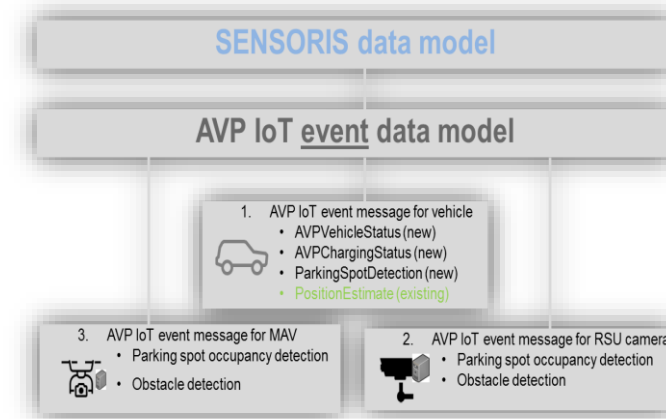 SENSORIS data model
AVP IoT event data model
1. AVP IoT event message for vehicle
• AVPVehicleStatus (new)
• AVPChargingStatus (new)
• ParkingSpotDetection (new)
• PositionEstimate (existing)
3. AVP IoT event message for MAV
• Parking spot occupancy detection
• Obstacle detection
2. AVP IoT event message for RSU camera
• Parking spot occupancy detection
• Obstacle detection